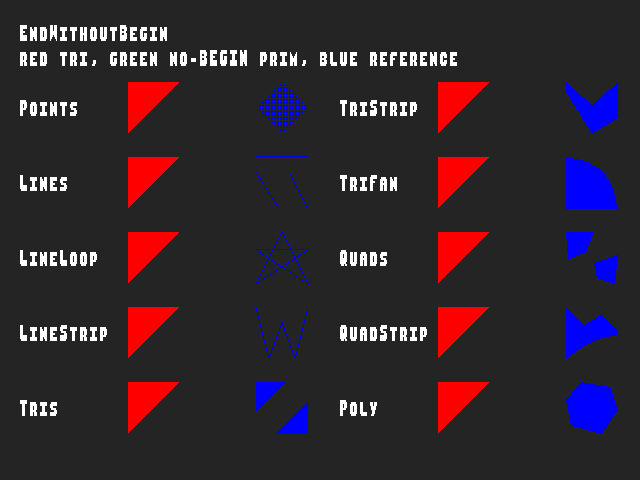 EndWithoutBegin
Red tri, green no-BEGIN prim, blue reference
Points
TriStrip
Lines
TriFan
LineLoop
Quads
LineStrip
QuadStrip
Tris
Poly